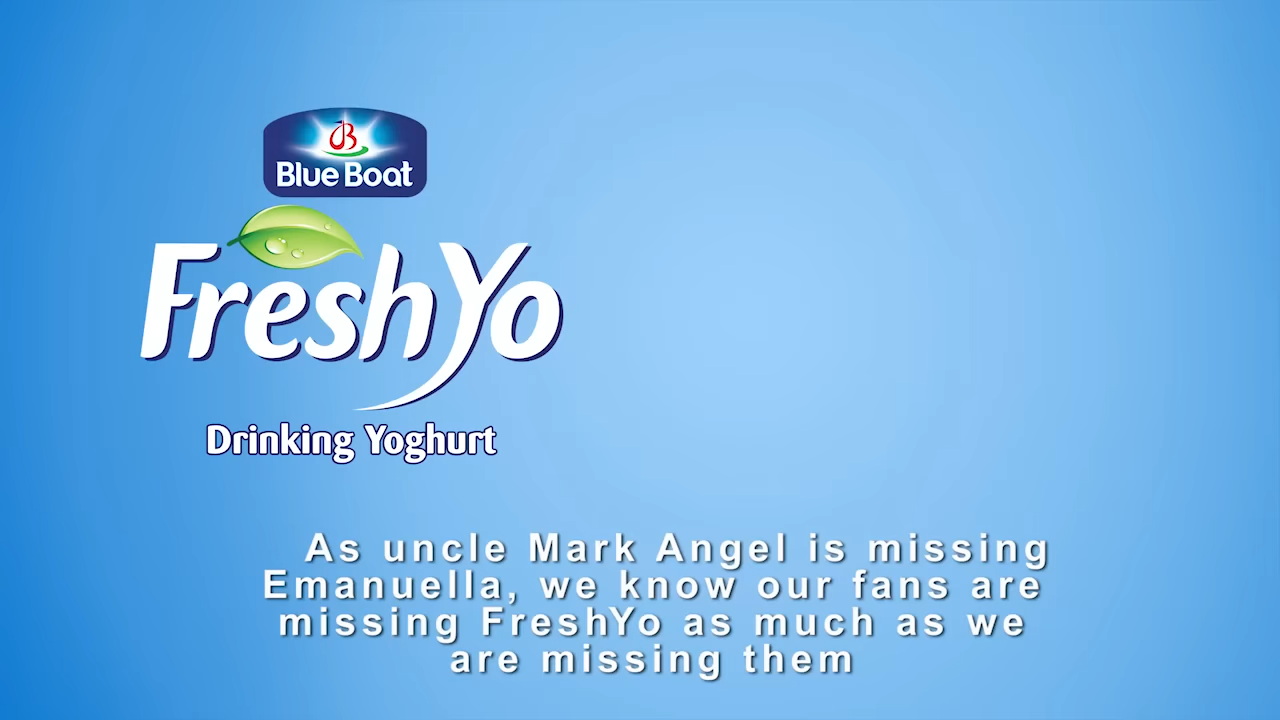 Blue Boat
FreshYo
Drinking Yoghurt
As uncle Mark Angel is missing
Emanuella, we know our fans are
missing FreshYo as much as we
are missing them